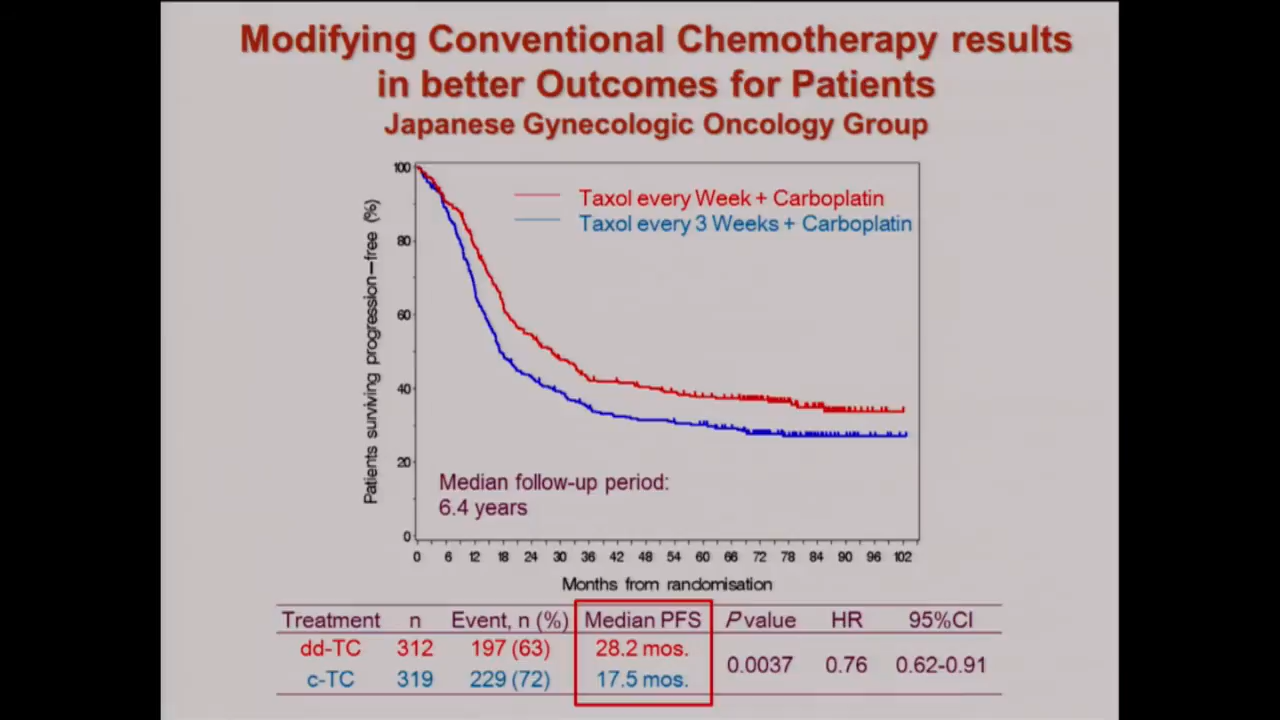 Modifying Conventional Chemotherapy results
in better Outcomes for Patients
Japanese Gynecologic Oncology Group
Patients surviving progression-free (%)
100
80
60
40
20
0
Taxol every Week + Carboplatin
Taxol every 3 Weeks + Carboplatin
Median follow-up period:
6.4 years
0 6 12 18 24 30 36 42 48 54 60 66 72 78 84 90 96 102
Months from randomisation
Treatment n Event, n (%) Median PFS P value HR 95%CI
dd-TC 312 197 (63) 28.2 mos.
0.0037 0.76 0.62-0.91
c-TC 319 229 (72) 17.5 mos.